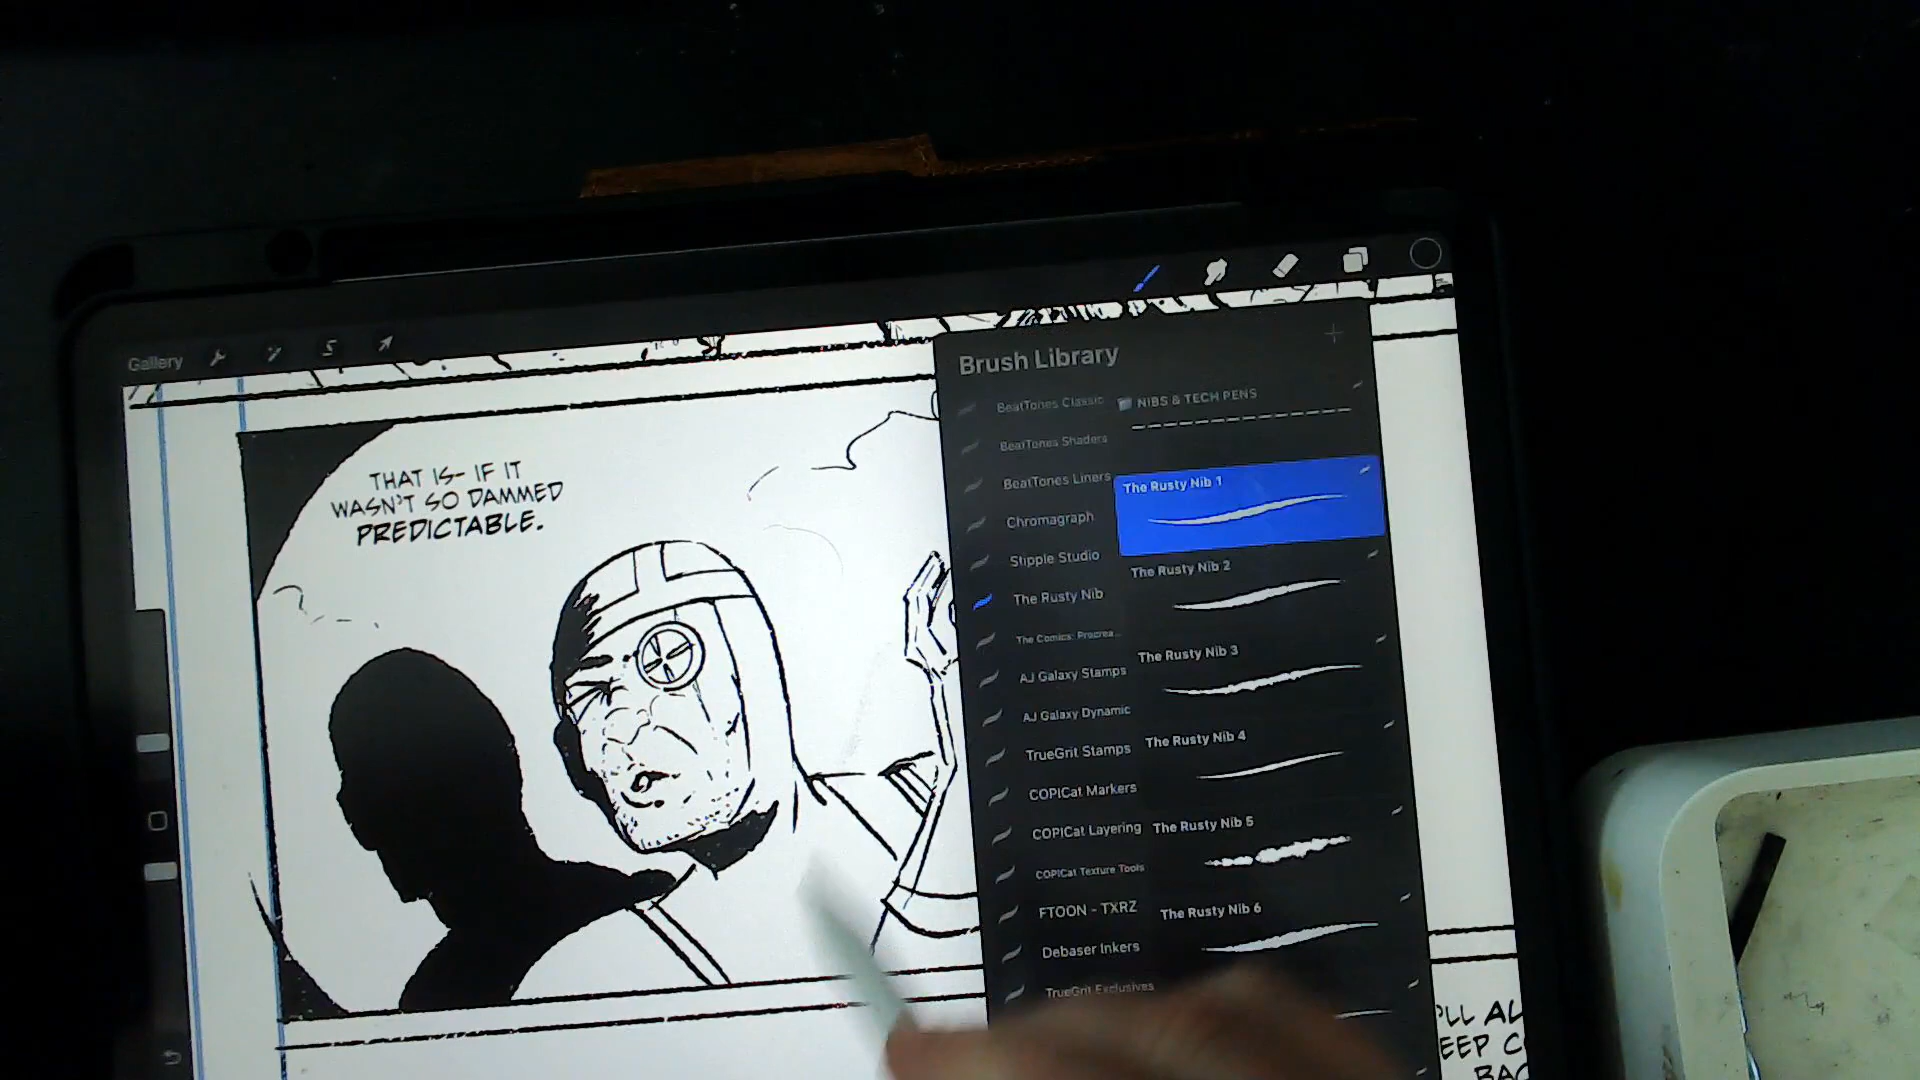 Gallery
THAT IS- IF IT
WASN'T SO DAMMED
PREDICTABLE.
Brush Library
BeatTones Classic
BeatTones Shaders
BeatTones Liners
Chromagraph
Stipple Studio
The Rusty Nib
The Comics: Procrea...
AJ Galaxy Stamps
AJ Galaxy Dynamic
TrueGrit Stamps
COPICat Markers
COPICat Layering
COPICat Texture Tools
FTOON - TXRZ
Debaser Inkers
TrueGrit Exclusives
NIBS & TECH PENS
The Rusty Nib 1
The Rusty Nib 2
The Rusty Nib 3
The Rusty Nib 4
The Rusty Nib 5
The Rusty Nib 6